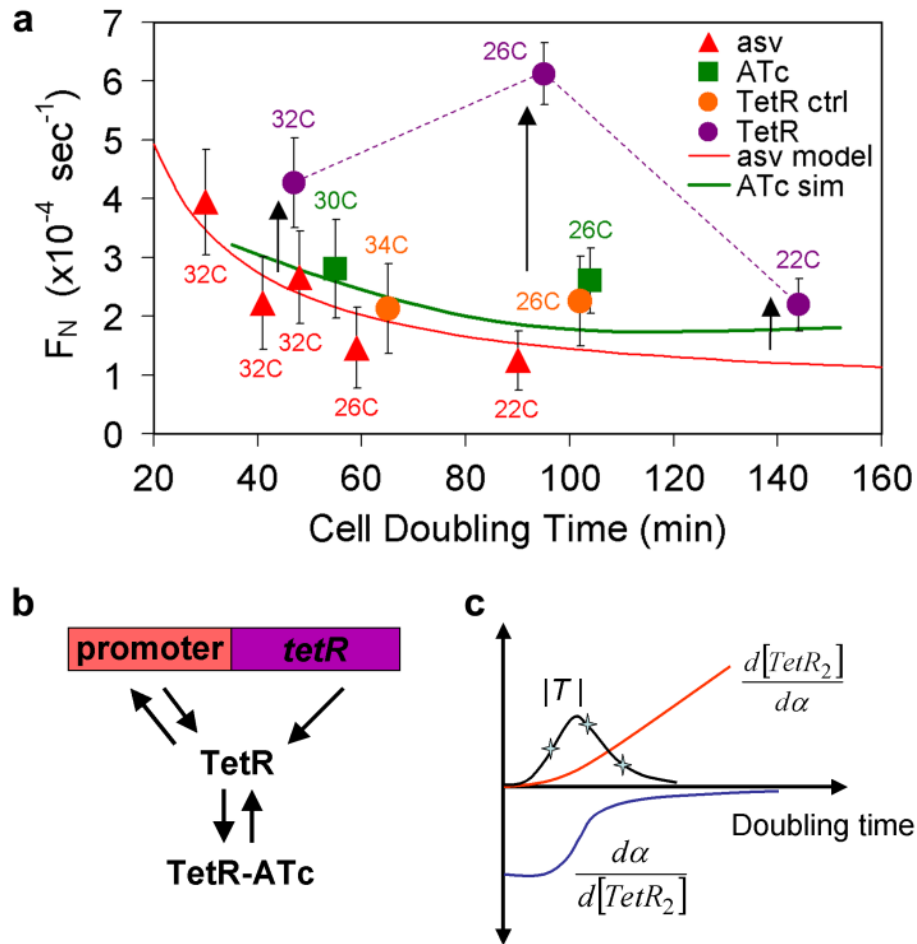 a
7
6
5
4
3
2
1
0
F_N (x10^-4 sec^-1)
20 40 60 80 100 120 140 160
Cell Doubling Time (min)
asv
ATc
TetR ctrl
TetR
asv model
ATc sim
26C
32C
30C
34C
32C
32C
32C
26C
22C
26C
26C
22C
b
promoter tetR
TetR
TetR-ATc
c
|T|
d[TetR_2]
dα
Doubling time
dα
d[TetR_2]